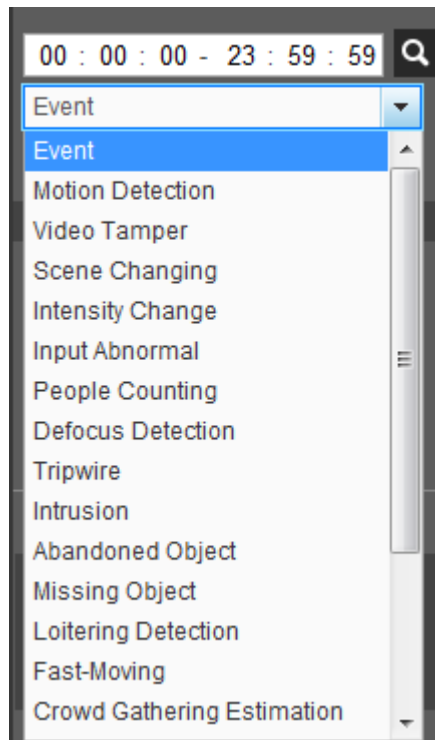 00 : 00 : 00 - 23 : 59 : 59
Event
Event
Motion Detection
Video Tamper
Scene Changing
Intensity Change
Input Abnormal
People Counting
Defocus Detection
Tripwire
Intrusion
Abandoned Object
Missing Object
Loitering Detection
Fast-Moving
Crowd Gathering Estimation